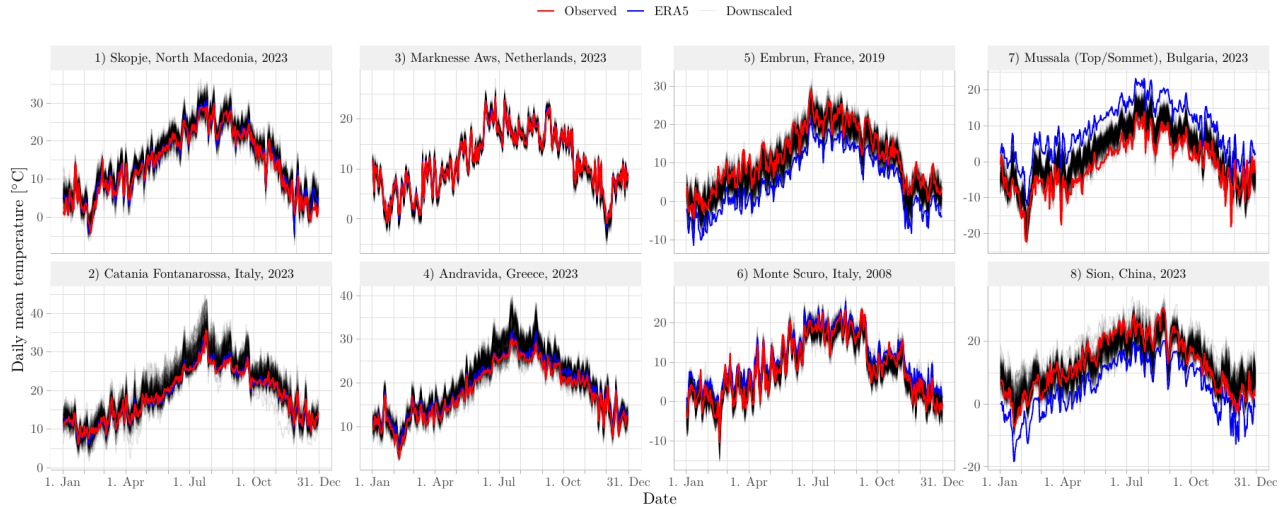 Observed ERA5 Downscaled
1) Skopje, North Macedonia, 2023
3) Marknesse Aws, Netherlands, 2023
5) Embrun, France, 2019
7) Mussala (Top/Sommet), Bulgaria, 2023
30
20
10
0
20
10
0
30
20
10
0
-10
20
10
0
-10
-20
2) Catania Fontanarossa, Italy, 2023
4) Andravida, Greece, 2023
6) Monte Scuro, Italy, 2008
8) Sion, China, 2023
40
30
20
10
0
40
30
20
10
20
10
0
-10
20
0
-20
1. Jan 1. Apr 1. Jul 1. Oct 31. Dec
1. Jan 1. Apr 1. Jul 1. Oct 31. Dec
1. Jan 1. Apr 1. Jul 1. Oct 31. Dec
1. Jan 1. Apr 1. Jul 1. Oct 31. Dec
Daily mean temperature [°C]
Date